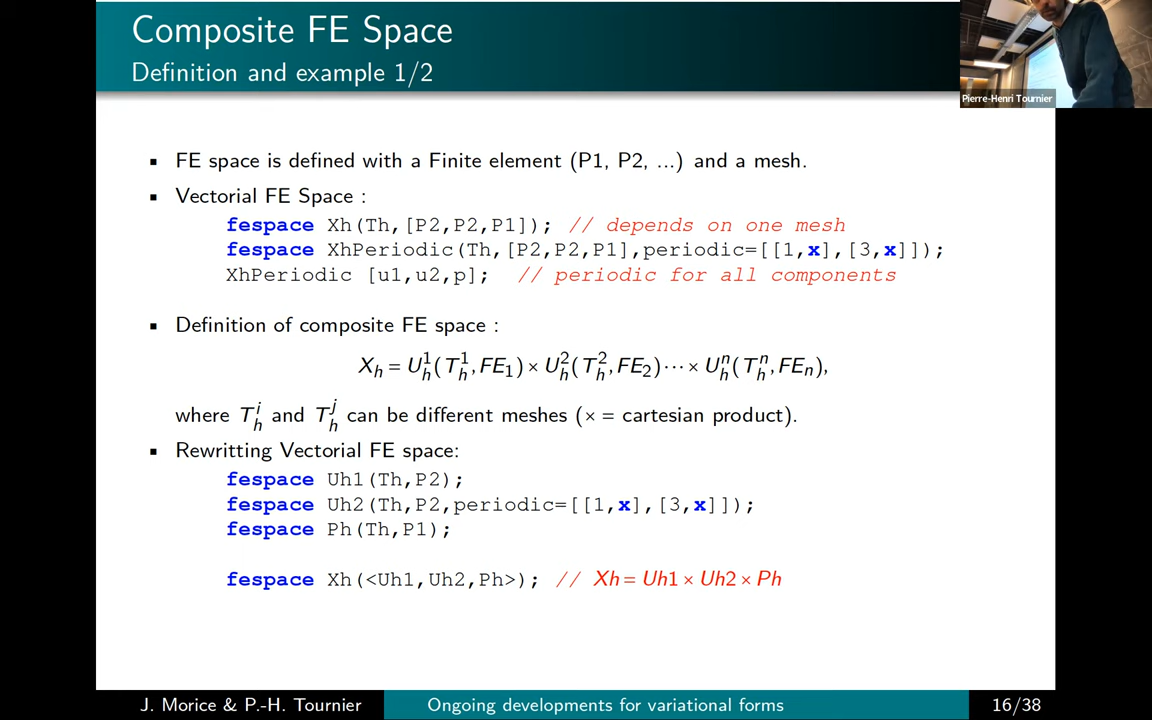 Composite FE Space
Definition and example 1/2
Pierre-Henri Tournier
▪ FE space is defined with a Finite element (P1, P2, ...) and a mesh.
▪ Vectorial FE Space :
fespace Xh(Th,[P2,P2,P1]); // depends on one mesh
fespace XhPeriodic(Th,[P2,P2,P1],periodic=[[1,x],[3,x]]);
XhPeriodic [u1,u2,p]; // periodic for all components
▪ Definition of composite FE space :
X_h = U_h^1(T_h^1, FE_1) × U_h^2(T_h^2, FE_2) ⋯ × U_h^n(T_h^n, FE_n),
where T_h^i and T_h^j can be different meshes (× = cartesian product).
▪ Rewritting Vectorial FE space:
fespace Uh1(Th,P2);
fespace Uh2(Th,P2,periodic=[[1,x],[3,x]]);
fespace Ph(Th,P1);
fespace Xh(<Uh1,Uh2,Ph>); // Xh = Uh1 × Uh2 × Ph
J. Morice & P.-H. Tournier Ongoing developments for variational forms 16/38